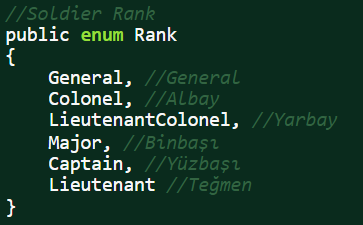 //Soldier Rank
public enum Rank
{
General, //General
Colonel, //Albay
LieutenantColonel, //Yarbay
Major, //Binbaşı
Captain, //Yüzbaşı
Lieutenant //Teğmen
}